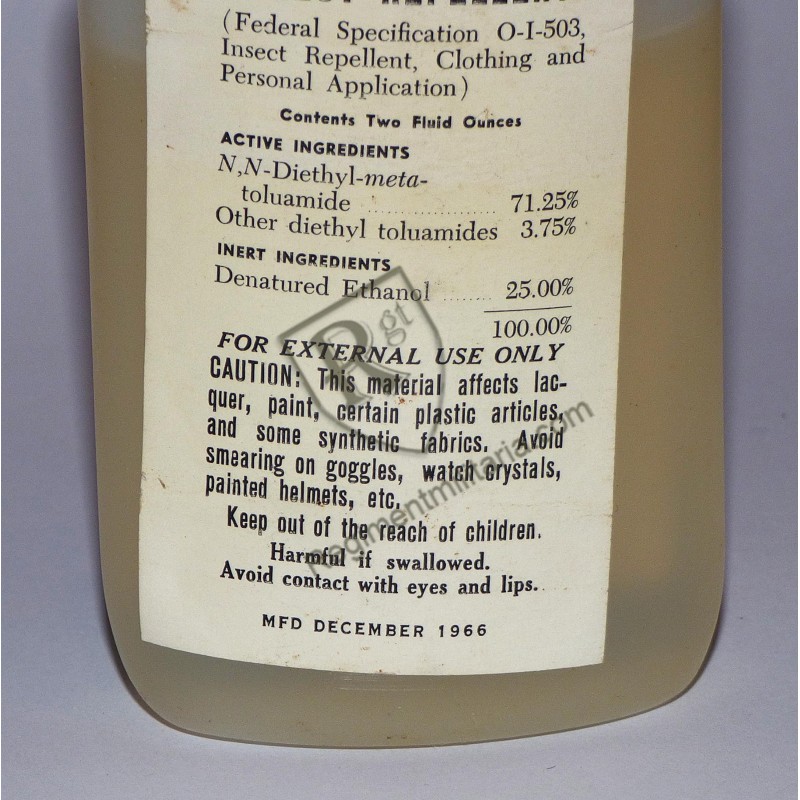 (Federal Specification O-I-503,
Insect Repellent, Clothing and
Personal Application)
Contents Two Fluid Ounces
ACTIVE INGREDIENTS
N,N-Diethyl-meta-
toluamide ........................ 71.25%
Other diethyl toluamides 3.75%
INERT INGREDIENTS
Denatured Ethanol ........ 25.00%
100.00%
FOR EXTERNAL USE ONLY
CAUTION: This material affects lac-
quer, paint, certain plastic articles,
and some synthetic fabrics. Avoid
smearing on goggles, watch crystals,
painted helmets, etc.
Keep out of the reach of children.
Harmful if swallowed.
Avoid contact with eyes and lips.
MFD DECEMBER 1966
Rgt
Regimentmilitaria.com